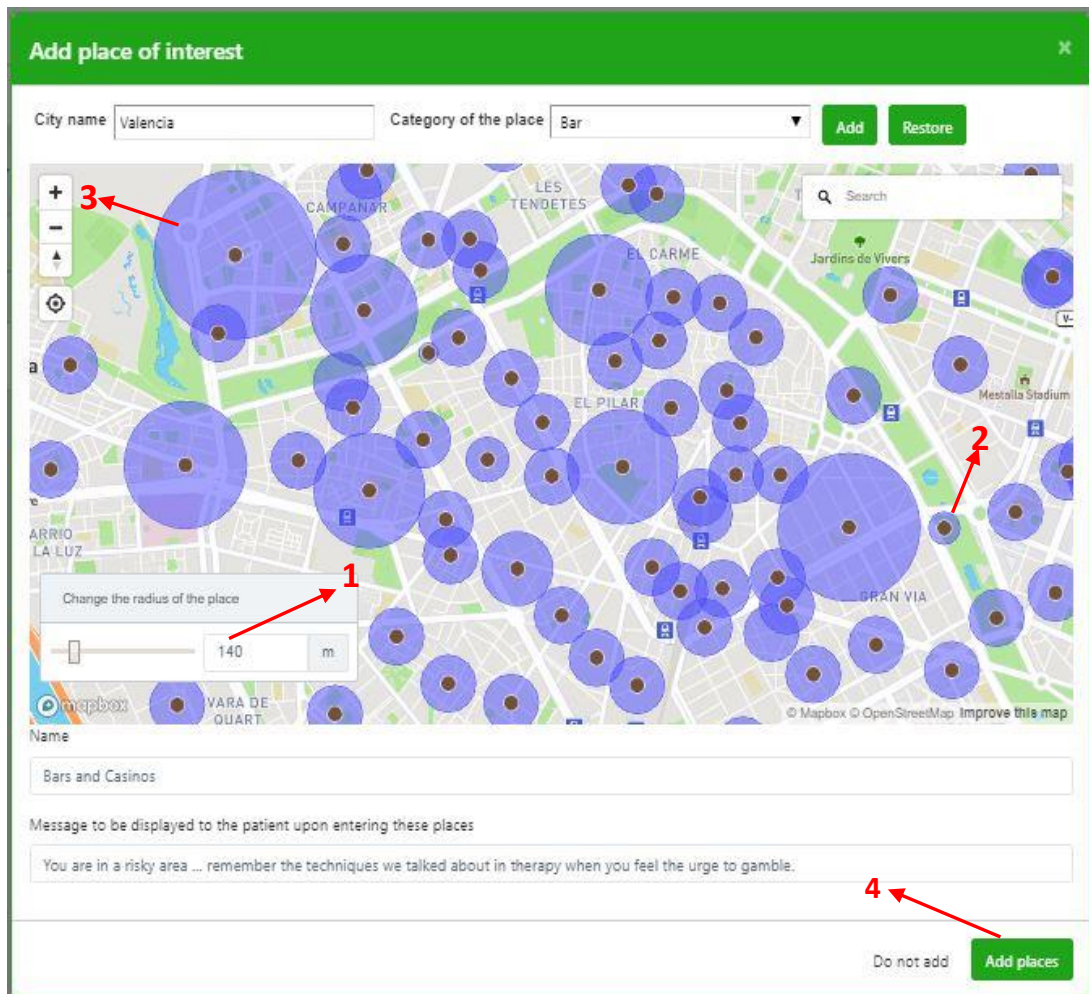 Add place of interest
×
City name
Valencia
Category of the place
Bar
Add
Restore
+
3
CAMPANAR
LES
TENDETES
Search
EL CARME
Jardins de Vivers
V-
a
EL PILAR
Mestalla Stadium
2
re
ARRIO
LA LUZ
1
Change the radius of the place
140
m
GRAN VIA
mapbox
VARA DE
QUART
© Mapbox © OpenStreetMap Improve this map
Name
Bars and Casinos
Message to be displayed to the patient upon entering these places
You are in a risky area ... remember the techniques we talked about in therapy when you feel the urge to gamble.
4
Do not add
Add places